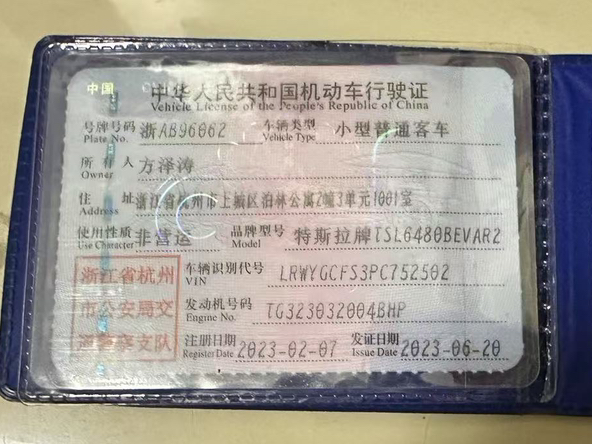 中国 中华人民共和国机动车行驶证
Vehicle License of the People's Republic of China
号牌号码 浙AB96062 车辆类型 小型普通客车
Plate No. Vehicle Type
所有人 方泽涛
Owner
住址 浙江省杭州市上城区泊林公寓2幢3单元1001室
Address
使用性质 非营运 品牌型号 特斯拉牌TSL6480BEVAR2
Use Character Model
浙江省杭州
市公安局交
通警察支队
车辆识别代号 LRWYGCFS3PC752502
VIN
发动机号码 TG323032004BHP
Engine No.
注册日期 2023-02-07 发证日期 2023-06-20
Register Date Issue Date